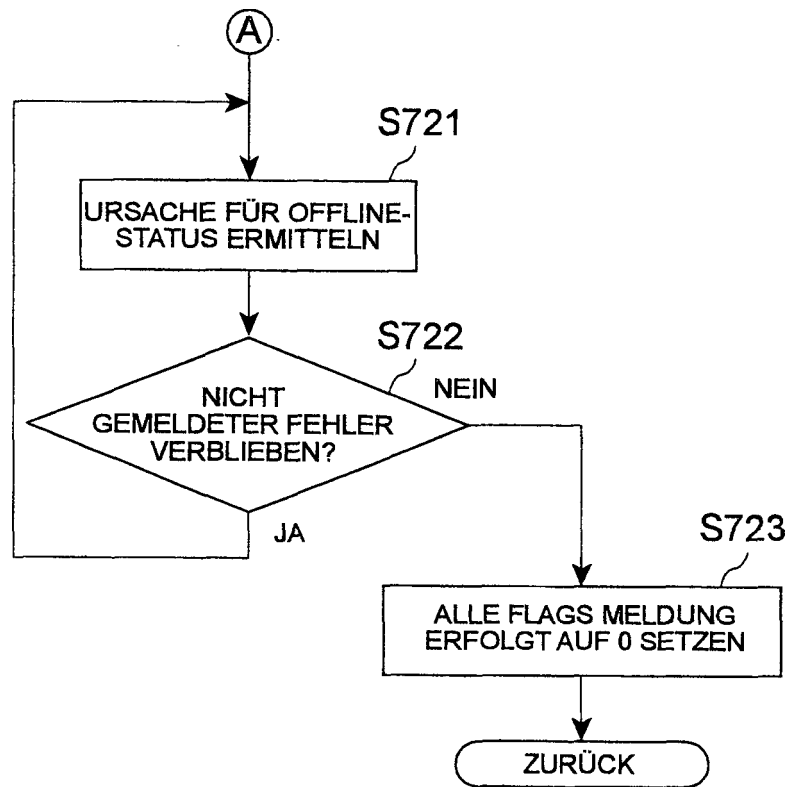 A
S721
URSACHE FÜR OFFLINE-
STATUS ERMITTELN
S722
NICHT
GEMELDETER FEHLER
VERBLIEBEN?
NEIN
JA
S723
ALLE FLAGS MELDUNG
ERFOLGT AUF 0 SETZEN
ZURÜCK